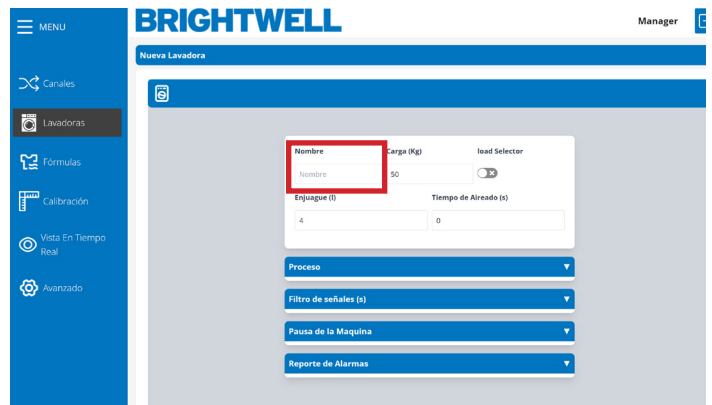 MENU
BRIGHTWELL
Manager
Nueva Lavadora
Canales
Lavadoras
Fórmulas
Calibración
Vista En Tiempo
Real
Avanzado
Nombre
Carga (Kg)
load Selector
Nombre
50
Enjuague (l)
Tiempo de Aireado (s)
4
0
Proceso
Filtro de señales (s)
Pausa de la Maquina
Reporte de Alarmas